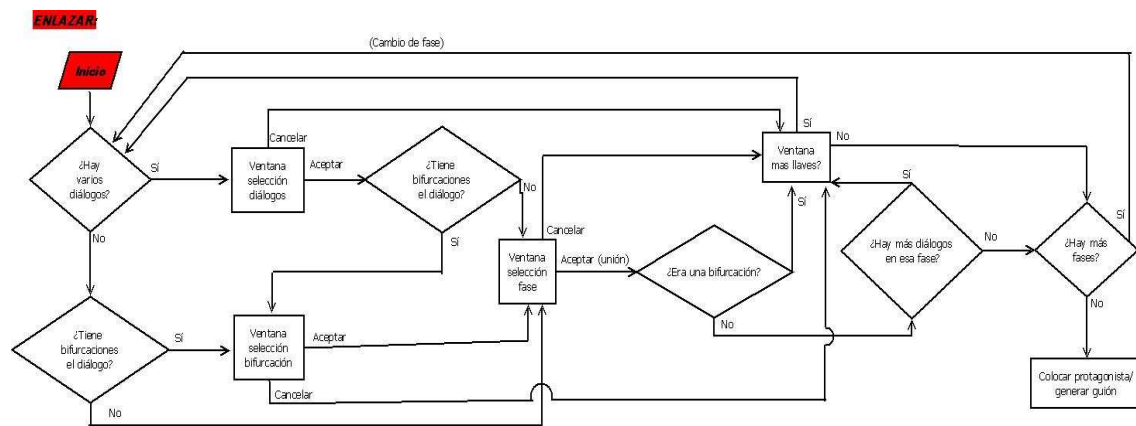 ENLAZAR:
(Cambio de fase)
Inicio
Sí
No
Cancelar
¿Hay
varios
diálogos?
Sí
Ventana
selección
diálogos
Aceptar
¿Tiene
bifurcaciones
el diálogo?
No
Ventana
mas llaves?
Sí
Sí
Sí
No
Sí
Cancelar
Ventana
selección
fase
Aceptar (unión)
¿Era una bifurcación?
No
¿Hay más diálogos
en esa fase?
No
¿Hay más
fases?
No
¿Tiene
bifurcaciones
el diálogo?
Sí
Ventana
selección
bifurcación
Aceptar
Cancelar
No
Colocar protagonista/
generar guión